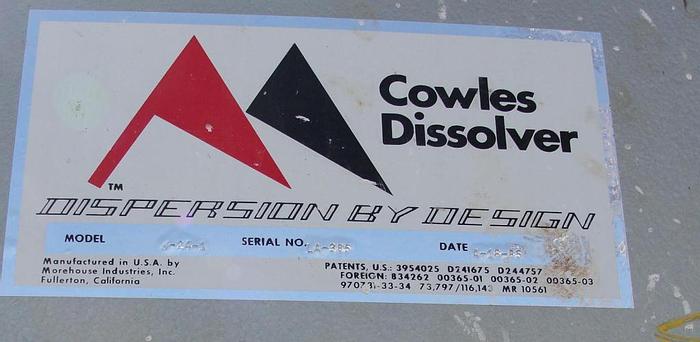 Cowles
Dissolver
TM
DISPERSION BY DESIGN
MODEL SERIAL NO. DATE
Manufactured in U.S.A. by
Morehouse Industries, Inc.
Fullerton, California
PATENTS, U.S.: 3954025 D241675 D244757
FOREIGN: 834262 00365-01 00365-02 00365-03
73,797/116,143 MR 10561